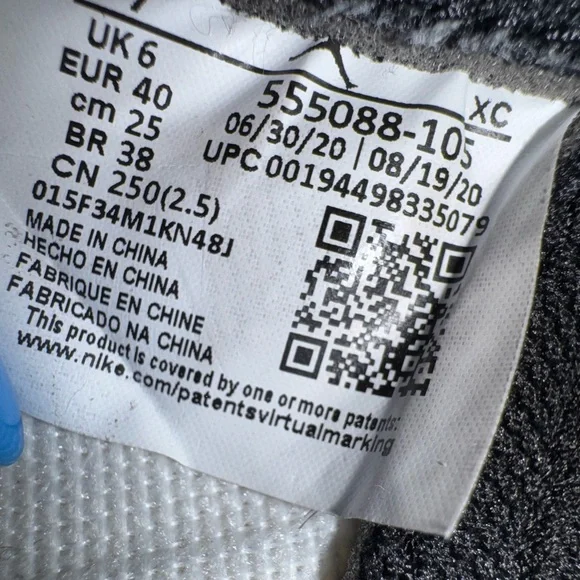 UK 6
EUR 40
cm 25
BR 38
CN 250(2.5)
015F34M1KN48J
XC
555088-105
06/30/20 | 08/19/20
UPC 00194498335079
MADE IN CHINA
HECHO EN CHINA
FABRIQUE EN CHINE
FABRICADO NA CHINA
This product is covered by one or more patents:
www.nike.com/patentsvirtualmarking